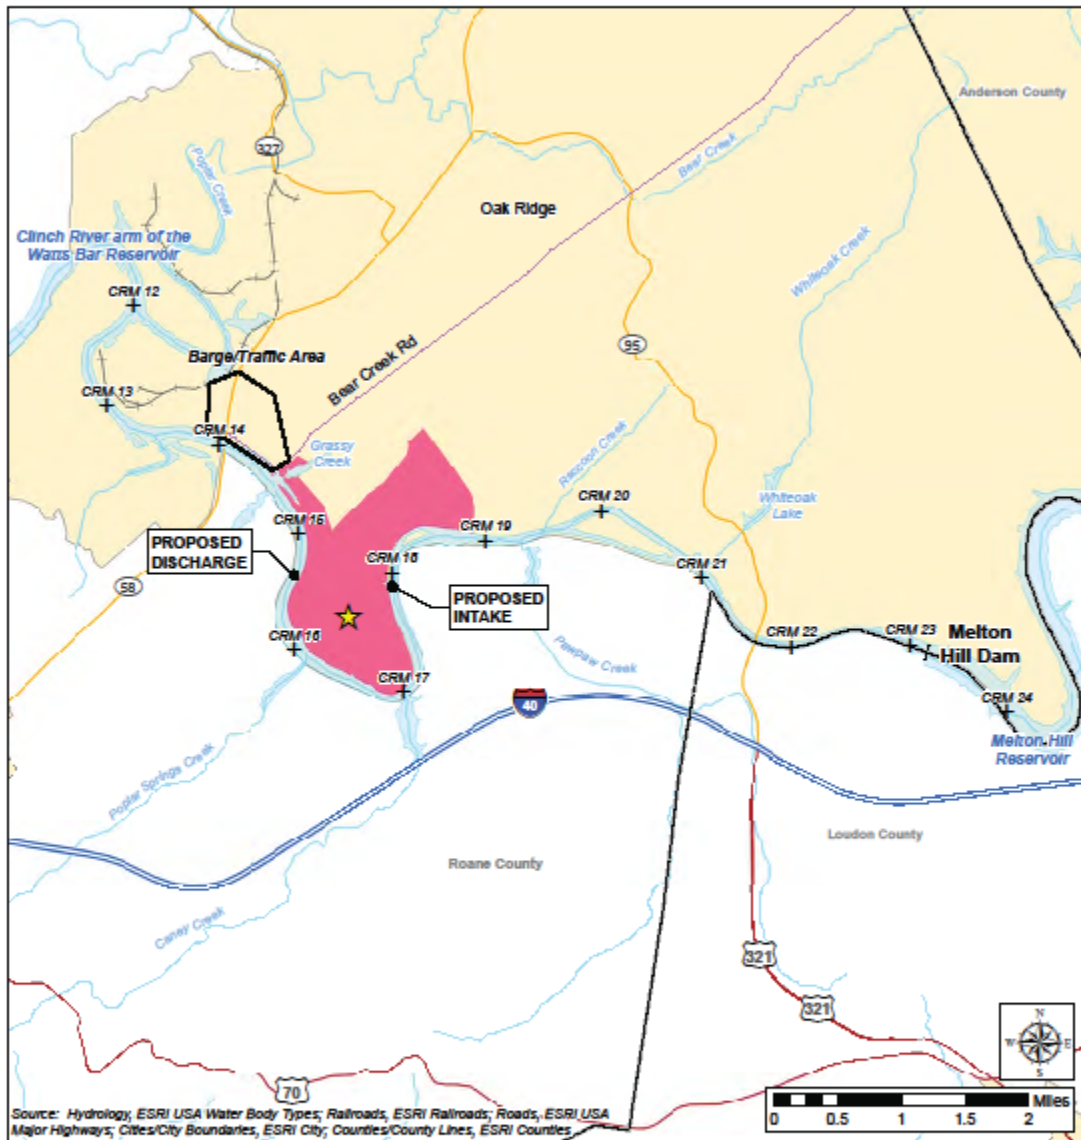 Anderson County
327
Poplar Creek
Bear Creek
Oak Ridge
Clinch River arm of the
Watts Bar Reservoir
Whiteoak Creek
CRM 12
95
Barge/Traffic Area
Bear Creek Rd
CRM 13
CRM 14
Grassy
Creek
Raccoon Creek
CRM 20
Whiteoak
Lake
CRM 15
CRM 19
PROPOSED
DISCHARGE
CRM 18
CRM 21
58
PROPOSED
INTAKE
CRM 16
CRM 22
CRM 23
Melton
Hill Dam
Pawpaw Creek
CRM 17
40
CRM 24
Melton Hill
Reservoir
Poplar Springs Creek
Loudon County
Roane County
Caney Creek
321
321
N
W E
S
70
Miles
0 0.5 1 1.5 2
Source: Hydrology, ESRI USA Water Body Types; Railroads, ESRI Railroads; Roads, ESRI USA
Major Highways; Cities/City Boundaries, ESRI City; Counties/County Lines, ESRI Counties